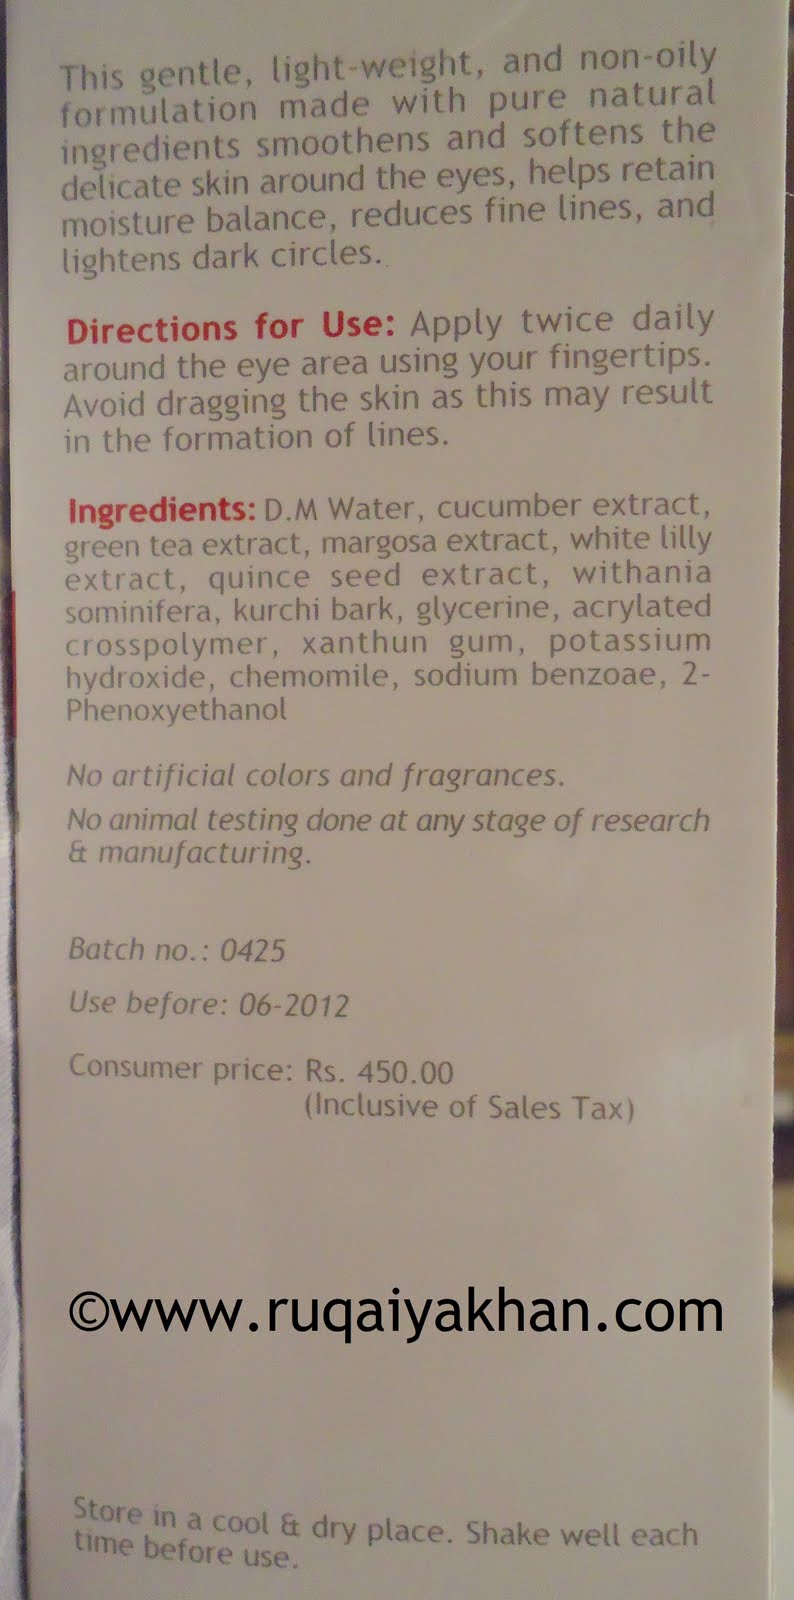 This gentle, light-weight, and non-oily
formulation made with pure natural
ingredients smoothens and softens the
delicate skin around the eyes, helps retain
moisture balance, reduces fine lines, and
lightens dark circles.
Directions for Use: Apply twice daily
around the eye area using your fingertips.
Avoid dragging the skin as this may result
in the formation of lines.
Ingredients: D.M Water, cucumber extract,
green tea extract, margosa extract, white lilly
extract, quince seed extract, withania
sominifera, kurchi bark, glycerine, acrylated
crosspolymer, xanthun gum, potassium
hydroxide, chemomile, sodium benzoae, 2-
Phenoxyethanol
No artificial colors and fragrances.
No animal testing done at any stage of research
& manufacturing.
Batch no.: 0425
Use before: 06-2012
Consumer price: Rs. 450.00
(Inclusive of Sales Tax)
©www.ruqaiyakhan.com
Store in a cool & dry place. Shake well each
time before use.